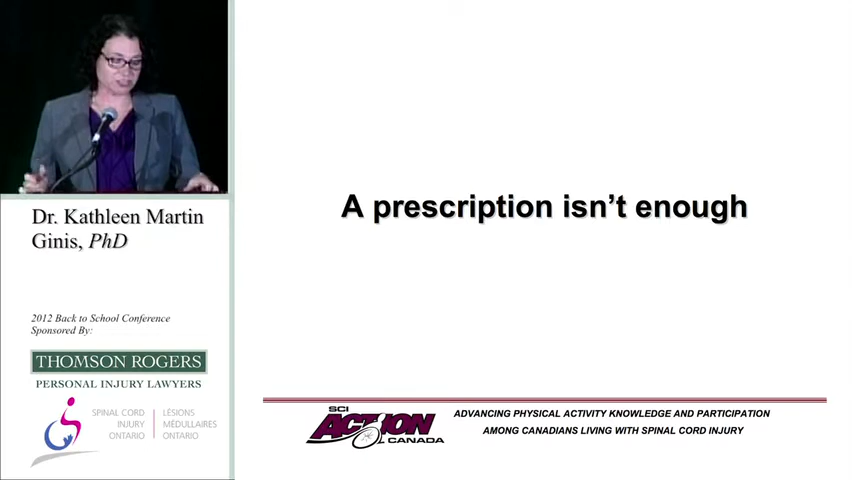 Dr. Kathleen Martin
Ginis, PhD
2012 Back to School Conference
Sponsored By:
THOMSON ROGERS
PERSONAL INJURY LAWYERS
SPINAL CORD
INJURY
ONTARIO
LÉSIONS
MÉDULLAIRES
ONTARIO
A prescription isn't enough
SCI
ACTION
CANADA
ADVANCING PHYSICAL ACTIVITY KNOWLEDGE AND PARTICIPATION
AMONG CANADIANS LIVING WITH SPINAL CORD INJURY